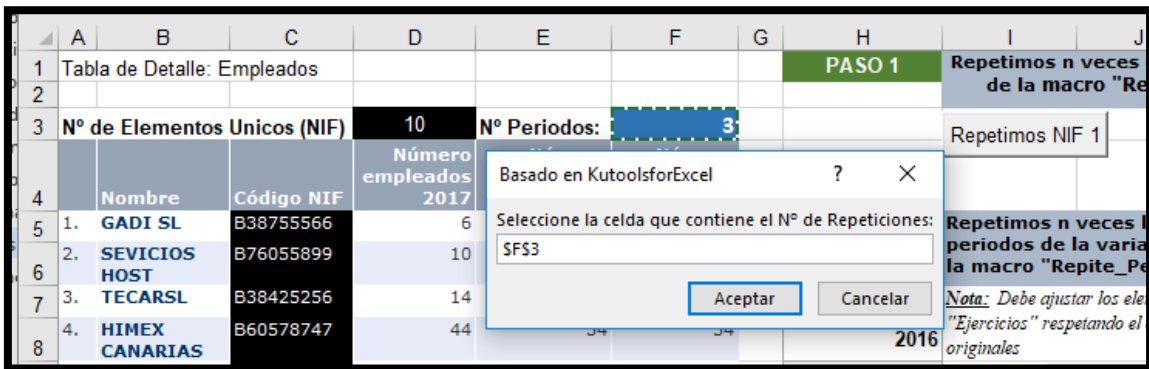 A B C D E F G H I J
1 Tabla de Detalle: Empleados PASO 1 Repetimos n veces
2 de la macro "Re
3 Nº de Elementos Unicos (NIF) 10 Nº Periodos: 3 Repetimos NIF 1
Número
empleados
4 Nombre Código NIF 2017
Basado en KutoolsforExcel ? ×
Seleccione la celda que contiene el Nº de Repeticiones:
$F$3
Aceptar Cancelar
5 1. GADI SL B38755566 6 Repetimos n veces l
2. SEVICIOS B76055899 10 periodos de la varia
6 HOST la macro "Repite_Pe
7 3. TECARSL B38425256 14 Nota: Debe ajustar los ele
4. HIMEX B60578747 44 "Ejercicios" respetando el
8 CANARIAS 2016 originales